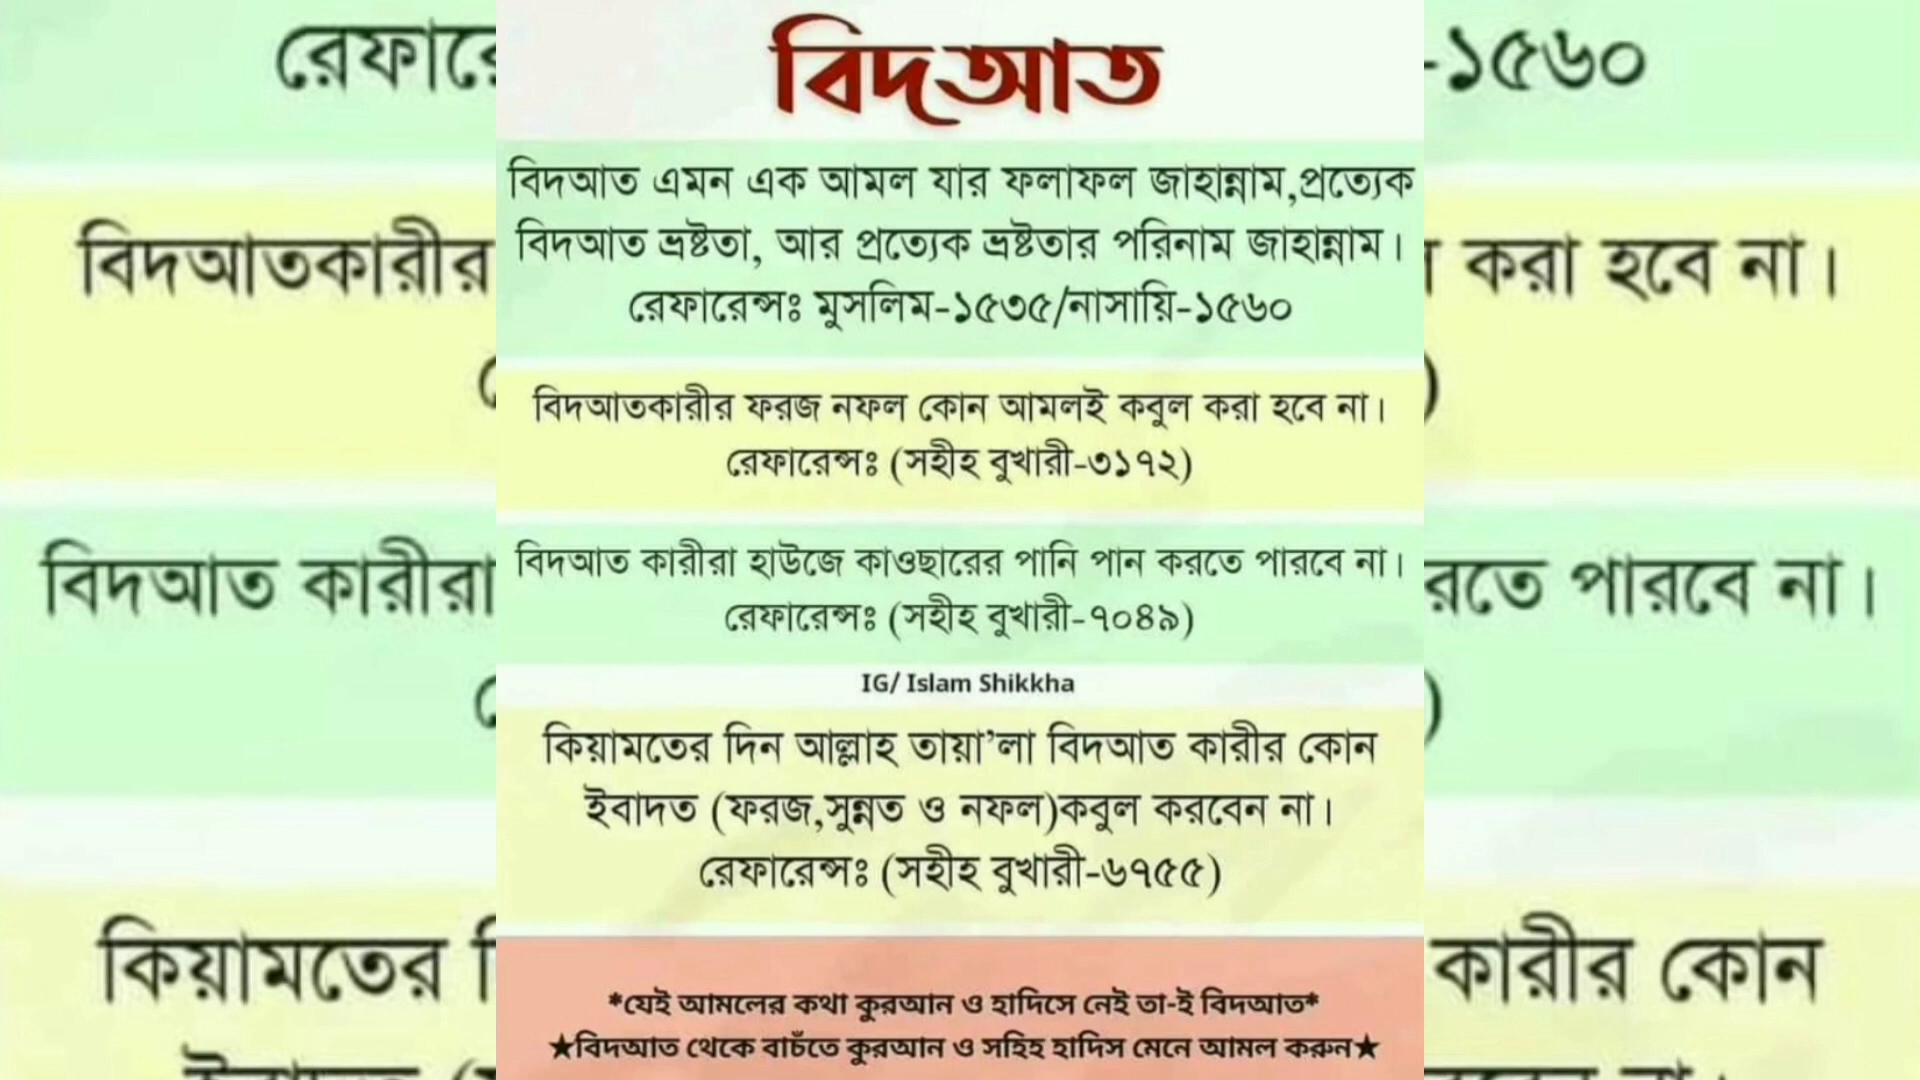 বিদআত
বিদআত এমন এক আমল যার ফলাফল জাহান্নাম,প্রত্যেক
বিদআত ভ্রষ্টতা, আর প্রত্যেক ভ্রষ্টতার পরিনাম জাহান্নাম।
রেফারেন্সঃ মুসলিম-১৫৩৫/নাসায়ি-১৫৬০
বিদআতকারীর ফরজ নফল কোন আমলই কবুল করা হবে না।
রেফারেন্সঃ (সহীহ বুখারী-৩১৭২)
বিদআত কারীরা হাউজে কাওছারের পানি পান করতে পারবে না।
রেফারেন্সঃ (সহীহ বুখারী-৭০৪৯)
IG/ Islam Shikkha
কিয়ামতের দিন আল্লাহ তায়া’লা বিদআত কারীর কোন
ইবাদত (ফরজ,সুন্নত ও নফল)কবুল করবেন না।
রেফারেন্সঃ (সহীহ বুখারী-৬৭৫৫)
*যেই আমলের কথা কুরআন ও হাদিসে নেই তা-ই বিদআত*
★বিদআত থেকে বাচঁতে কুরআন ও সহিহ হাদিস মেনে আমল করুন★